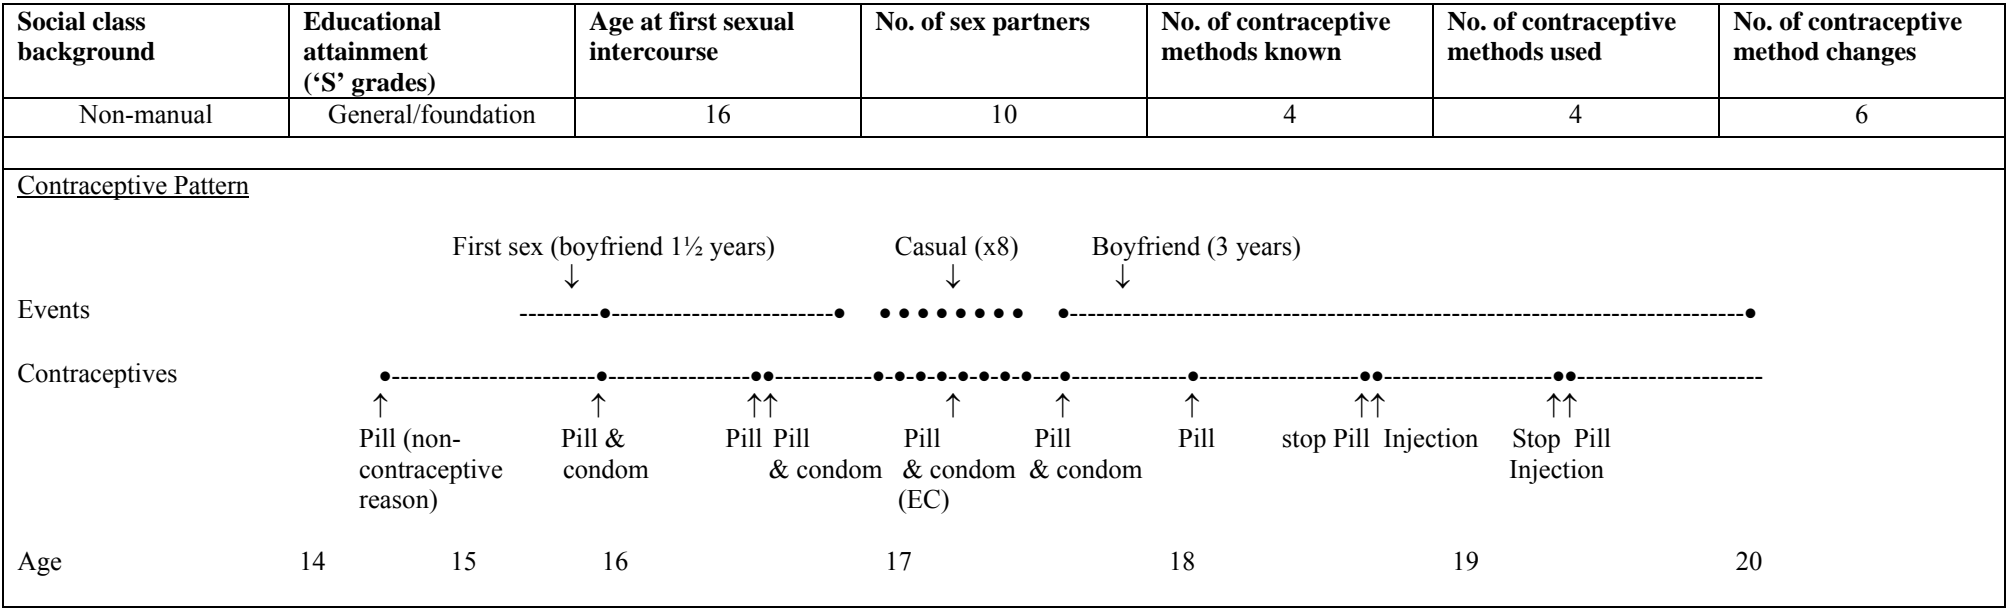 Social class background
Educational attainment ('S' grades)
Age at first sexual intercourse
No. of sex partners
No. of contraceptive methods known
No. of contraceptive methods used
No. of contraceptive method changes
Non-manual
General/foundation
16
10
4
4
6
Contraceptive Pattern
First sex (boyfriend 1½ years)
Casual (x8)
Boyfriend (3 years)
Events
Contraceptives
Pill (non-contraceptive reason)
Pill & condom
Pill
Pill & condom
Pill & condom (EC)
Pill & condom
Pill
stop Pill
Injection
Stop Injection
Pill
Age
14
15
16
17
18
19
20